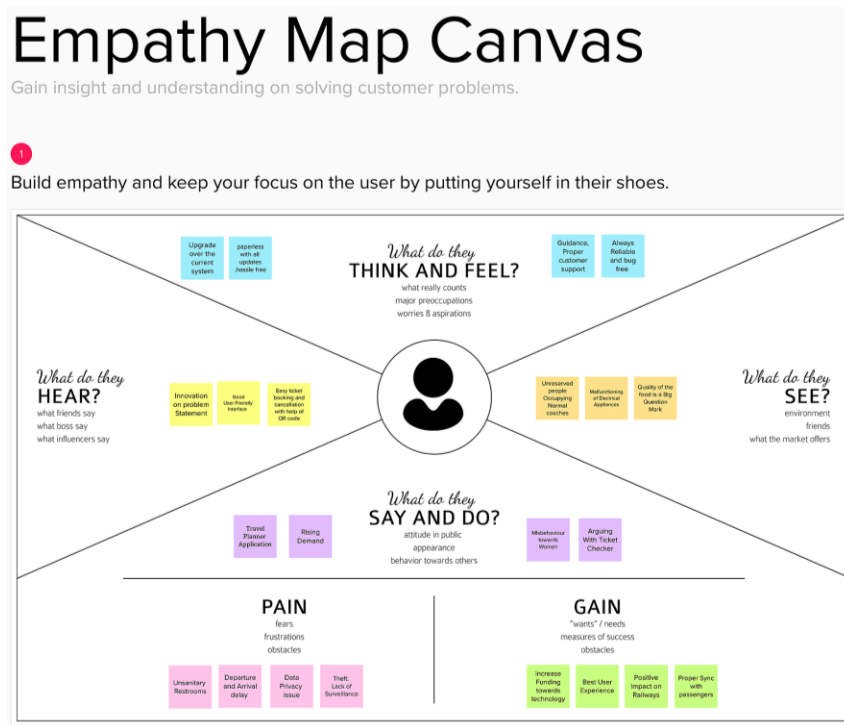 Empathy Map Canvas
Gain insight and understanding on solving customer problems.
1
Build empathy and keep your focus on the user by putting yourself in their shoes.
Upgrade
over the
current
system
paperless
with all
updates
,hassle free
What do they
THINK AND FEEL?
what really counts
major preoccupations
worries & aspirations
Guidance,
Proper
customer
support
Always
Reliable
and bug
free
What do they
HEAR?
what friends say
what boss say
what influencers say
Innovation
on problem
Statement
Good
User-Friendly
Interface
Easy ticket
booking and
cancellation
with help of
QR code
Unreserved
people
Occupying
Normal
coaches
Malfunctioning
of Electrical
Appliances
Quality of the
food is a Big
Question
Mark
What do they
SEE?
environment
friends
what the market offers
What do they
SAY AND DO?
attitude in public
appearance
behavior towards others
Travel
Planner
Application
Rising
Demand
Misbehaviour
towards
Women
Arguing
With Ticket
Checker
PAIN
fears
frustrations
obstacles
Unsanitary
Restrooms
Departure
and Arrival
delay
Data
Privacy
issue
Theft:
Lack of
Surveillance
GAIN
"wants" / needs
measures of success
obstacles
Increase
Funding
towards
technology
Best User
Experience
Positive
Impact on
Railways
Proper Sync
with
passengers